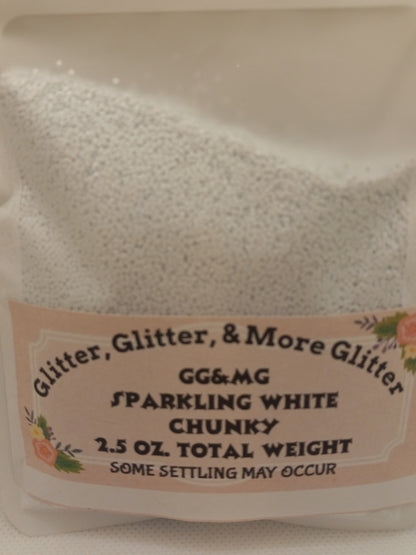 Glitter, Glitter, & More Glitter
GG&MG
SPARKLING WHITE
CHUNKY
2.5 OZ. TOTAL WEIGHT
SOME SETTLING MAY OCCUR